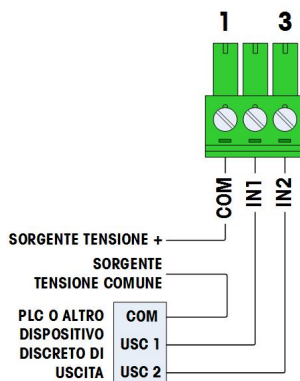 1 3
COM IN1 IN2
SORGENTE TENSIONE +
SORGENTE
TENSIONE COMUNE
PLC O ALTRO
DISPOSITIVO
DISCRETO DI
USCITA
COM
USC 1
USC 2